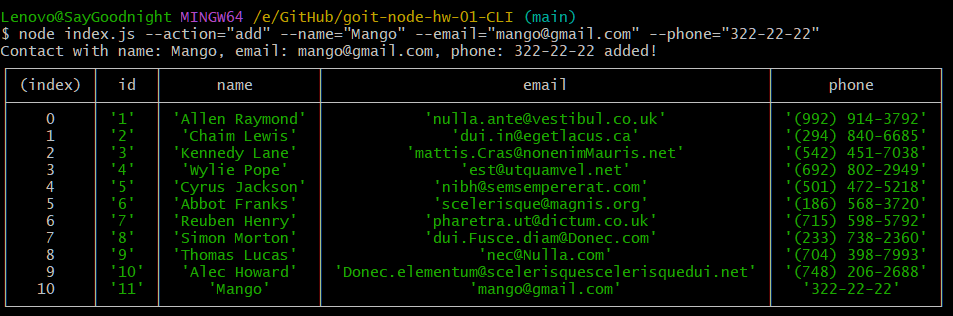 Lenovo@SayGoodnight MINGW64 /e/GitHub/goit-node-hw-01-CLI (main)
$ node index.js --action="add" --name="Mango" --email="mango@gmail.com" --phone="322-22-22"
Contact with name: Mango, email: mango@gmail.com, phone: 322-22-22 added!
(index) id name email phone
0 '1' 'Allen Raymond' 'nulla.ante@vestibul.co.uk' '(992) 914-3792'
1 '2' 'Chaim Lewis' 'dui.in@egetlacus.ca' '(294) 840-6685'
2 '3' 'Kennedy Lane' 'mattis.Cras@nonenimMauris.net' '(542) 451-7038'
3 '4' 'Wylie Pope' 'est@utquamvel.net' '(692) 802-2949'
4 '5' 'Cyrus Jackson' 'nibh@semsempererat.com' '(501) 472-5218'
5 '6' 'Abbot Franks' 'scelerisque@magnis.org' '(186) 568-3720'
6 '7' 'Reuben Henry' 'pharetra.ut@dictum.co.uk' '(715) 598-5792'
7 '8' 'Simon Morton' 'dui.Fusce.diam@Donec.com' '(233) 738-2360'
8 '9' 'Thomas Lucas' 'nec@Nulla.com' '(704) 398-7993'
9 '10' 'Alec Howard' 'Donec.elementum@scelerisquescelerisquedui.net' '(748) 206-2688'
10 '11' 'Mango' 'mango@gmail.com' '322-22-22'